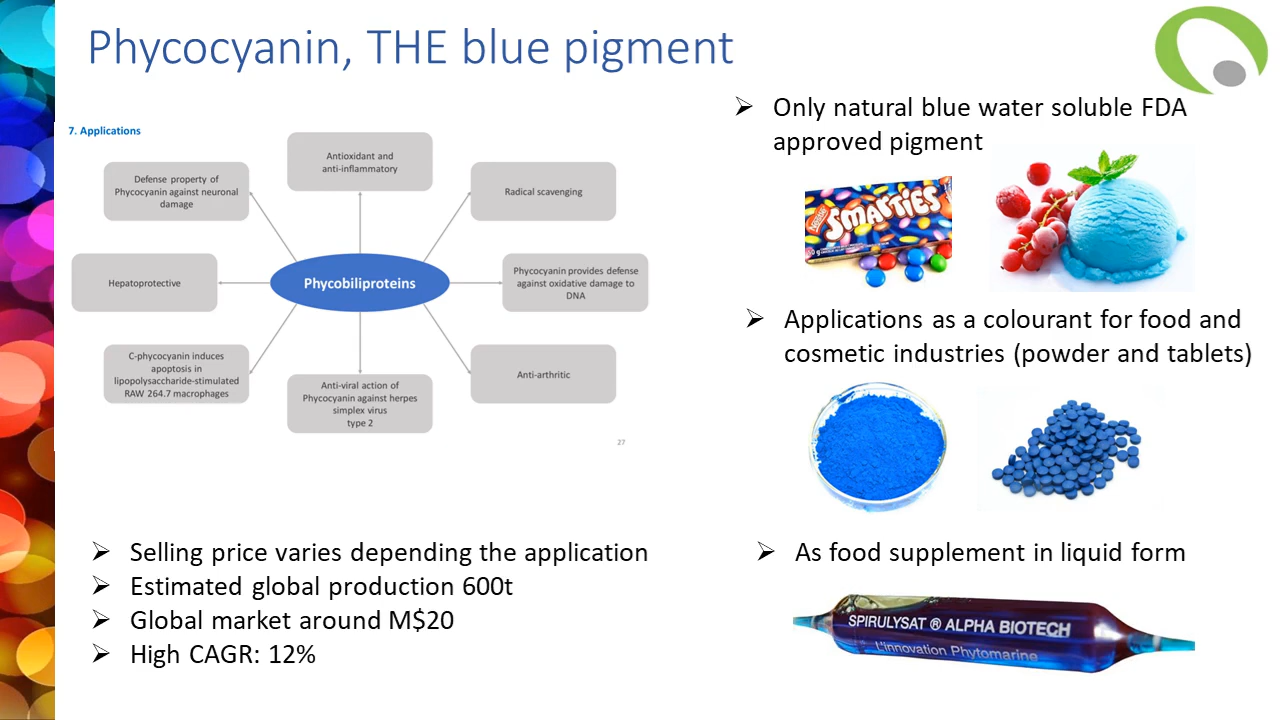 Phycocyanin, THE blue pigment
7. Applications
Antioxidant and
anti-inflammatory
Defense property of
Phycocyanin against neuronal
damage
Radical scavenging
Hepatoprotective
Phycobiliproteins
Phycocyanin provides defense
against oxidative damage to
DNA
C-phycocyanin induces
apoptosis in
lipopolysaccharide-stimulated
RAW 264.7 macrophages
Anti-viral action of
Phycocyanin against herpes
simplex virus
type 2
Anti-arthritic
27
➢ Selling price varies depending the application
➢ Estimated global production 600t
➢ Global market around M$20
➢ High CAGR: 12%
➢ Only natural blue water soluble FDA
approved pigment
Nestlé
SMARTIES
➢ Applications as a colourant for food and
cosmetic industries (powder and tablets)
➢ As food supplement in liquid form
SPIRULYSAT ® ALPHA BIOTECH
L'innovation Phytomarine